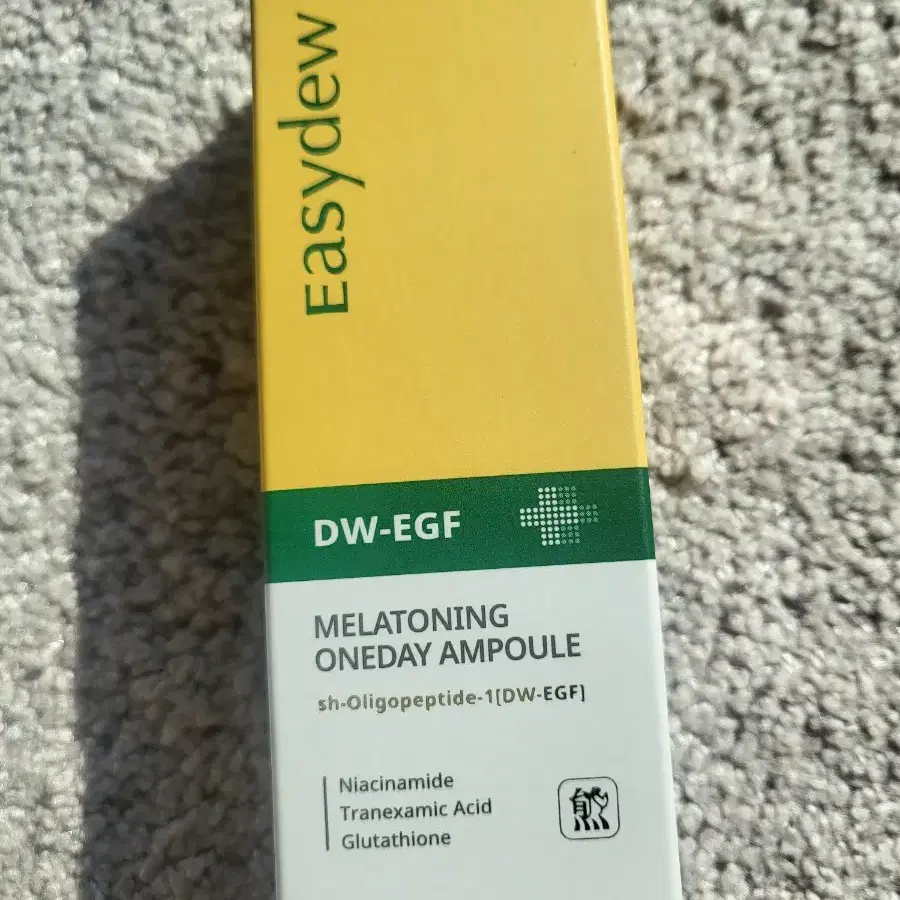 Easydew
DW-EGF
MELATONING
ONEDAY AMPOULE
sh-Oligopeptide-1[DW-EGF]
Niacinamide
Tranexamic Acid
Glutathione